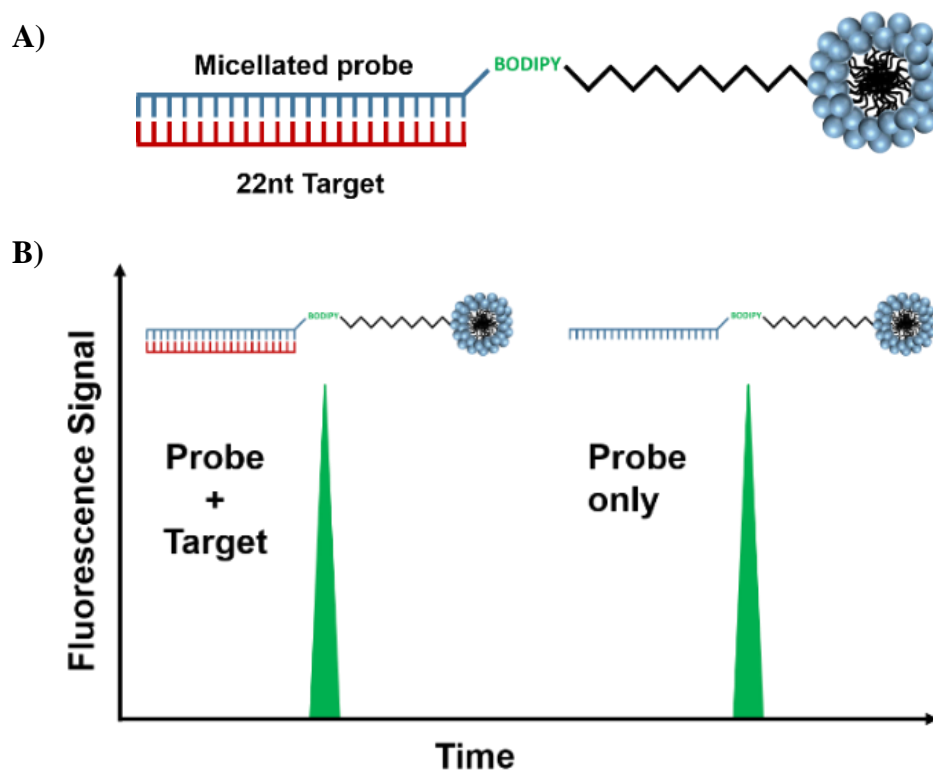 A)
Micellated probe
BODIPY
22nt Target
B)
BODIPY
BODIPY
Probe
+
Target
Probe
only
Fluorescence Signal
Time